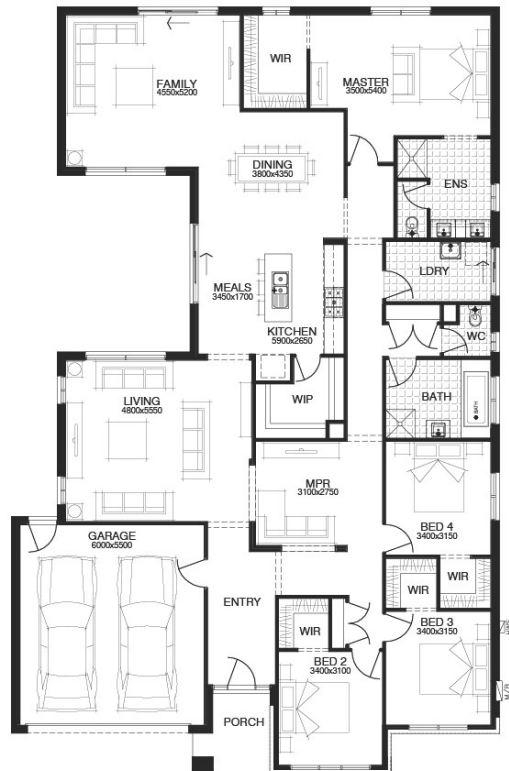 FAMILY
4550x5200
WIR
MASTER
3500x5400
DINING
3800x4350
ENS
LDRY
MEALS
3450x1700
KITCHEN
5900x2650
WC
LIVING
4800x5550
WIP
BATH
BATH
MPR
3100x2750
GARAGE
6000x5500
BED 4
3400x3150
WIR
WIR
ENTRY
WIR
BED 3
3400x3150
BED 2
3400x3100
PORCH